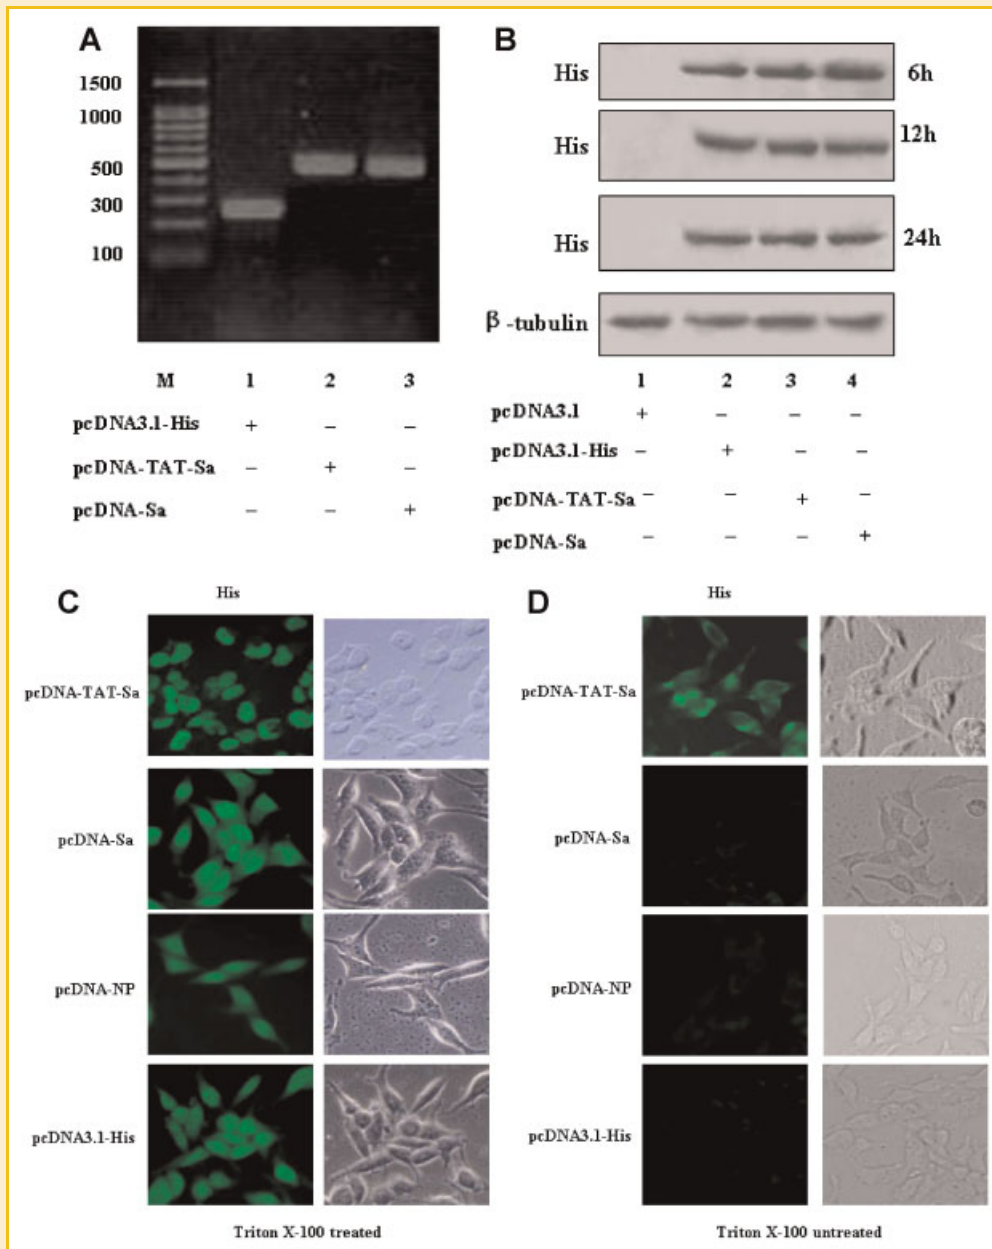 A
1500
1000
500
300
100
M 1 2 3
pcDNA3.1-His + – –
pcDNA-TAT-Sa – + –
pcDNA-Sa – – +
B
His 6h
His 12h
His 24h
β-tubulin
1 2 3 4
pcDNA3.1 + – – –
pcDNA3.1-His – + – –
pcDNA-TAT-Sa – – + –
pcDNA-Sa – – – +
C
His
pcDNA-TAT-Sa
pcDNA-Sa
pcDNA-NP
pcDNA3.1-His
Triton X-100 treated
D
His
pcDNA-TAT-Sa
pcDNA-Sa
pcDNA-NP
pcDNA3.1-His
Triton X-100 untreated